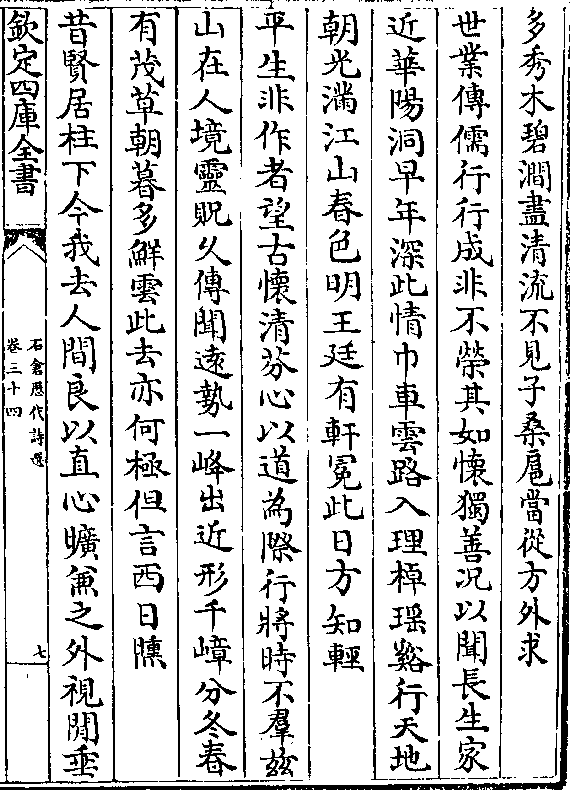 多秀木碧澗盡清流不見子桑扈當從方外求
世業傳儒行行成非不榮其如懷獨善況以聞長生家
近華陽洞早年深此情巾車雲路入理棹瑤谿行天地
朝光滿江山春色明王廷有軒冕此日方知輕
平生非作者望古懷清芬心以道為際行將時不羣玆
山在人境靈貺久傳聞遠勢一峰出近形千嶂分冬春
有茂草朝暮多鮮雲此去亦何極但言西日曛
昔賢居柱下今我去人間良以直心曠兼之外視閒垂
欽定四庫全書
石倉歷代詩選
卷三十四
七